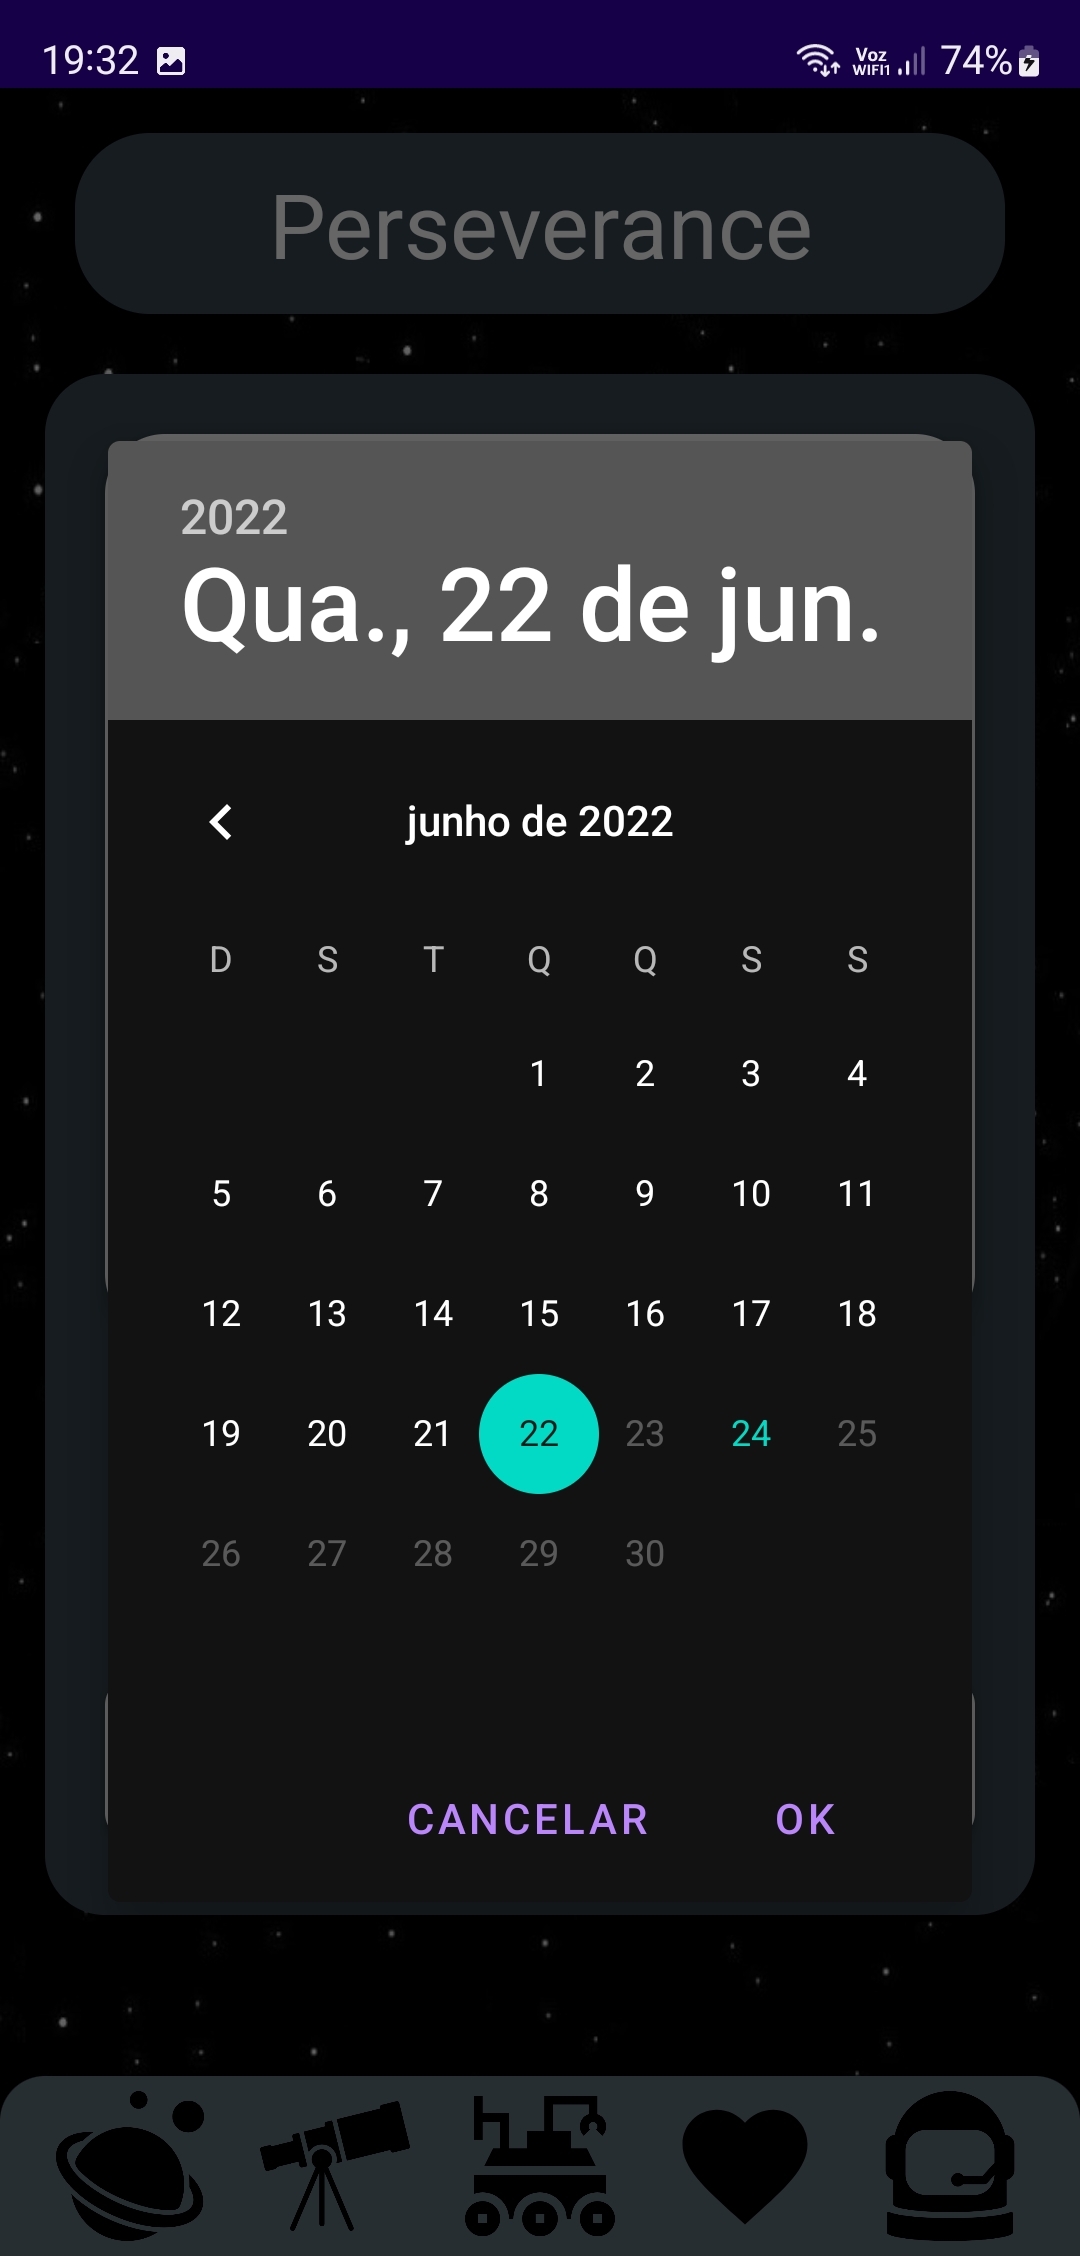 19:32 Voz WIFI1 74%
Perseverance
2022
Qua., 22 de jun.
junho de 2022
D S T Q Q S S
1 2 3 4
5 6 7 8 9 10 11
12 13 14 15 16 17 18
19 20 21 22 23 24 25
26 27 28 29 30
CANCELAR OK